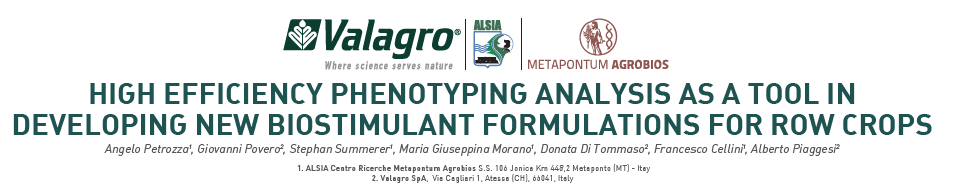 Valagro®
Where science serves nature
ALSIA
METAPONTUM AGROBIOS
HIGH EFFICIENCY PHENOTYPING ANALYSIS AS A TOOL IN
DEVELOPING NEW BIOSTIMULANT FORMULATIONS FOR ROW CROPS
Angelo Petrozza¹, Giovanni Povero², Stephan Summerer¹, Maria Giuseppina Morano¹, Donata Di Tommaso², Francesco Cellini¹, Alberto Piaggesi²
1. ALSIA Centro Ricerche Metapontum Agrobios S.S. 106 Jonica Km 448,2 Metaponto (MT) - Itay
2. Valagro SpA, Via Cagliari 1, Atessa (CH), 66041, Italy